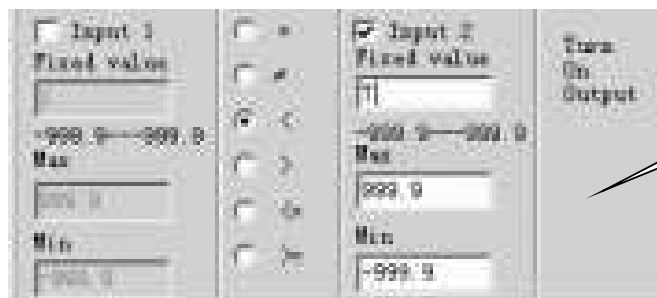 Input 1
Fixed value
-999.9---999.9
Max
999.9
Min
-999.9
=
≠
<
>
<=
>=
Input 2
Fixed value
-999.9---999.9
Max
999.9
Min
-999.9
Turn
On
Output